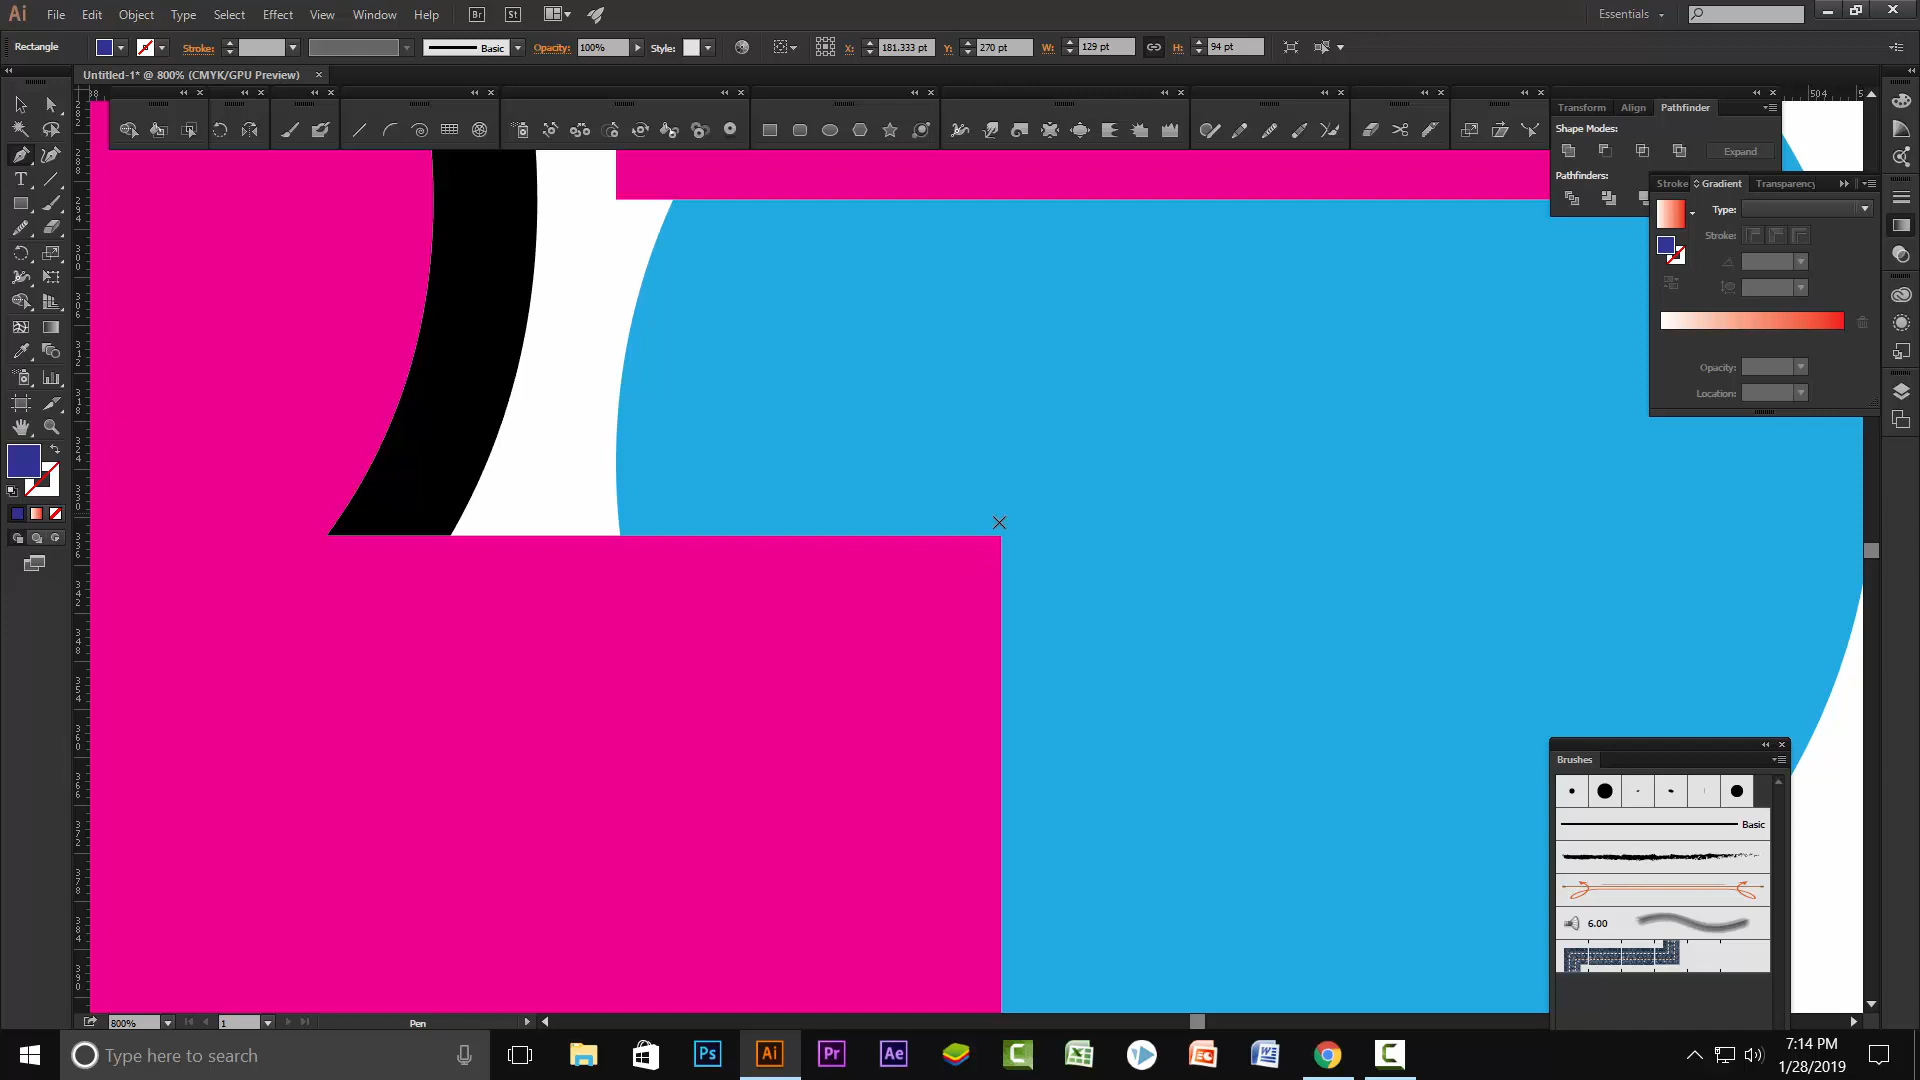 Ai File Edit Object Type Select Effect View Window Help Br St Essentials
Rectangle Stroke: Basic Opacity: 100% Style: X: 181.333 pt Y: 270 pt W: 129 pt H: 94 pt
Untitled-1* @ 800% (CMYK/GPU Preview)
504
Transform Align Pathfinder
Shape Modes:
Expand
Pathfinders:
Stroke Gradient Transparency
Type:
Stroke:
Opacity:
Location:
Brushes
Basic
6.00
800% 1 Pen
Type here to search
Ps Ai Pr Ae
7:14 PM
1/28/2019